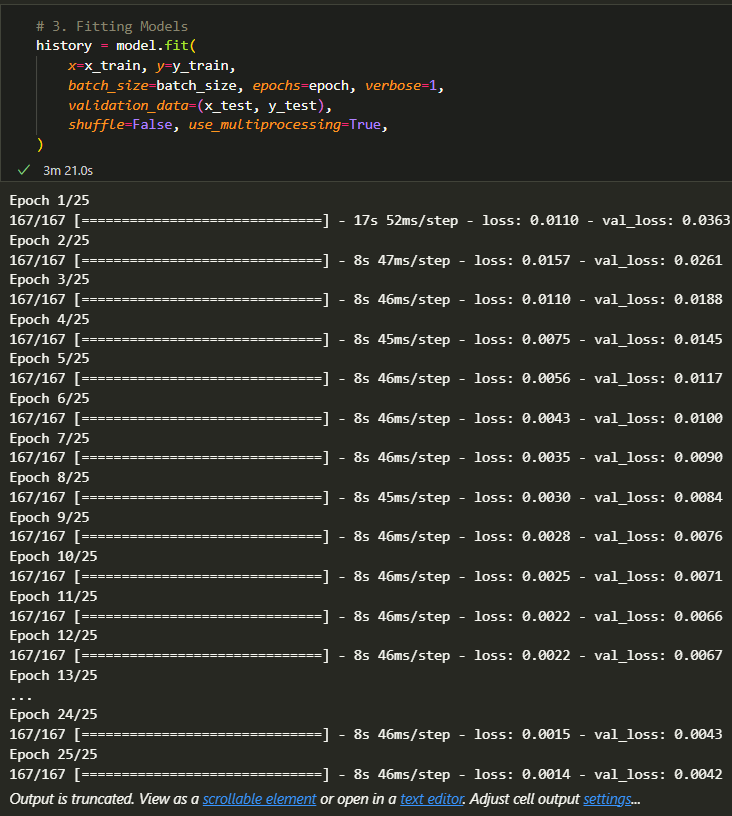 # 3. Fitting Models
history = model.fit(
x=x_train, y=y_train,
batch_size=batch_size, epochs=epoch, verbose=1,
validation_data=(x_test, y_test),
shuffle=False, use_multiprocessing=True,
)
✓ 3m 21.0s
Epoch 1/25
167/167 [==============================] - 17s 52ms/step - loss: 0.0110 - val_loss: 0.0363
Epoch 2/25
167/167 [==============================] - 8s 47ms/step - loss: 0.0157 - val_loss: 0.0261
Epoch 3/25
167/167 [==============================] - 8s 46ms/step - loss: 0.0110 - val_loss: 0.0188
Epoch 4/25
167/167 [==============================] - 8s 45ms/step - loss: 0.0075 - val_loss: 0.0145
Epoch 5/25
167/167 [==============================] - 8s 46ms/step - loss: 0.0056 - val_loss: 0.0117
Epoch 6/25
167/167 [==============================] - 8s 46ms/step - loss: 0.0043 - val_loss: 0.0100
Epoch 7/25
167/167 [==============================] - 8s 46ms/step - loss: 0.0035 - val_loss: 0.0090
Epoch 8/25
167/167 [==============================] - 8s 45ms/step - loss: 0.0030 - val_loss: 0.0084
Epoch 9/25
167/167 [==============================] - 8s 46ms/step - loss: 0.0028 - val_loss: 0.0076
Epoch 10/25
167/167 [==============================] - 8s 46ms/step - loss: 0.0025 - val_loss: 0.0071
Epoch 11/25
167/167 [==============================] - 8s 46ms/step - loss: 0.0022 - val_loss: 0.0066
Epoch 12/25
167/167 [==============================] - 8s 46ms/step - loss: 0.0022 - val_loss: 0.0067
Epoch 13/25
...
Epoch 24/25
167/167 [==============================] - 8s 46ms/step - loss: 0.0015 - val_loss: 0.0043
Epoch 25/25
167/167 [==============================] - 8s 46ms/step - loss: 0.0014 - val_loss: 0.0042
Output is truncated. View as a scrollable element or open in a text editor. Adjust cell output settings...